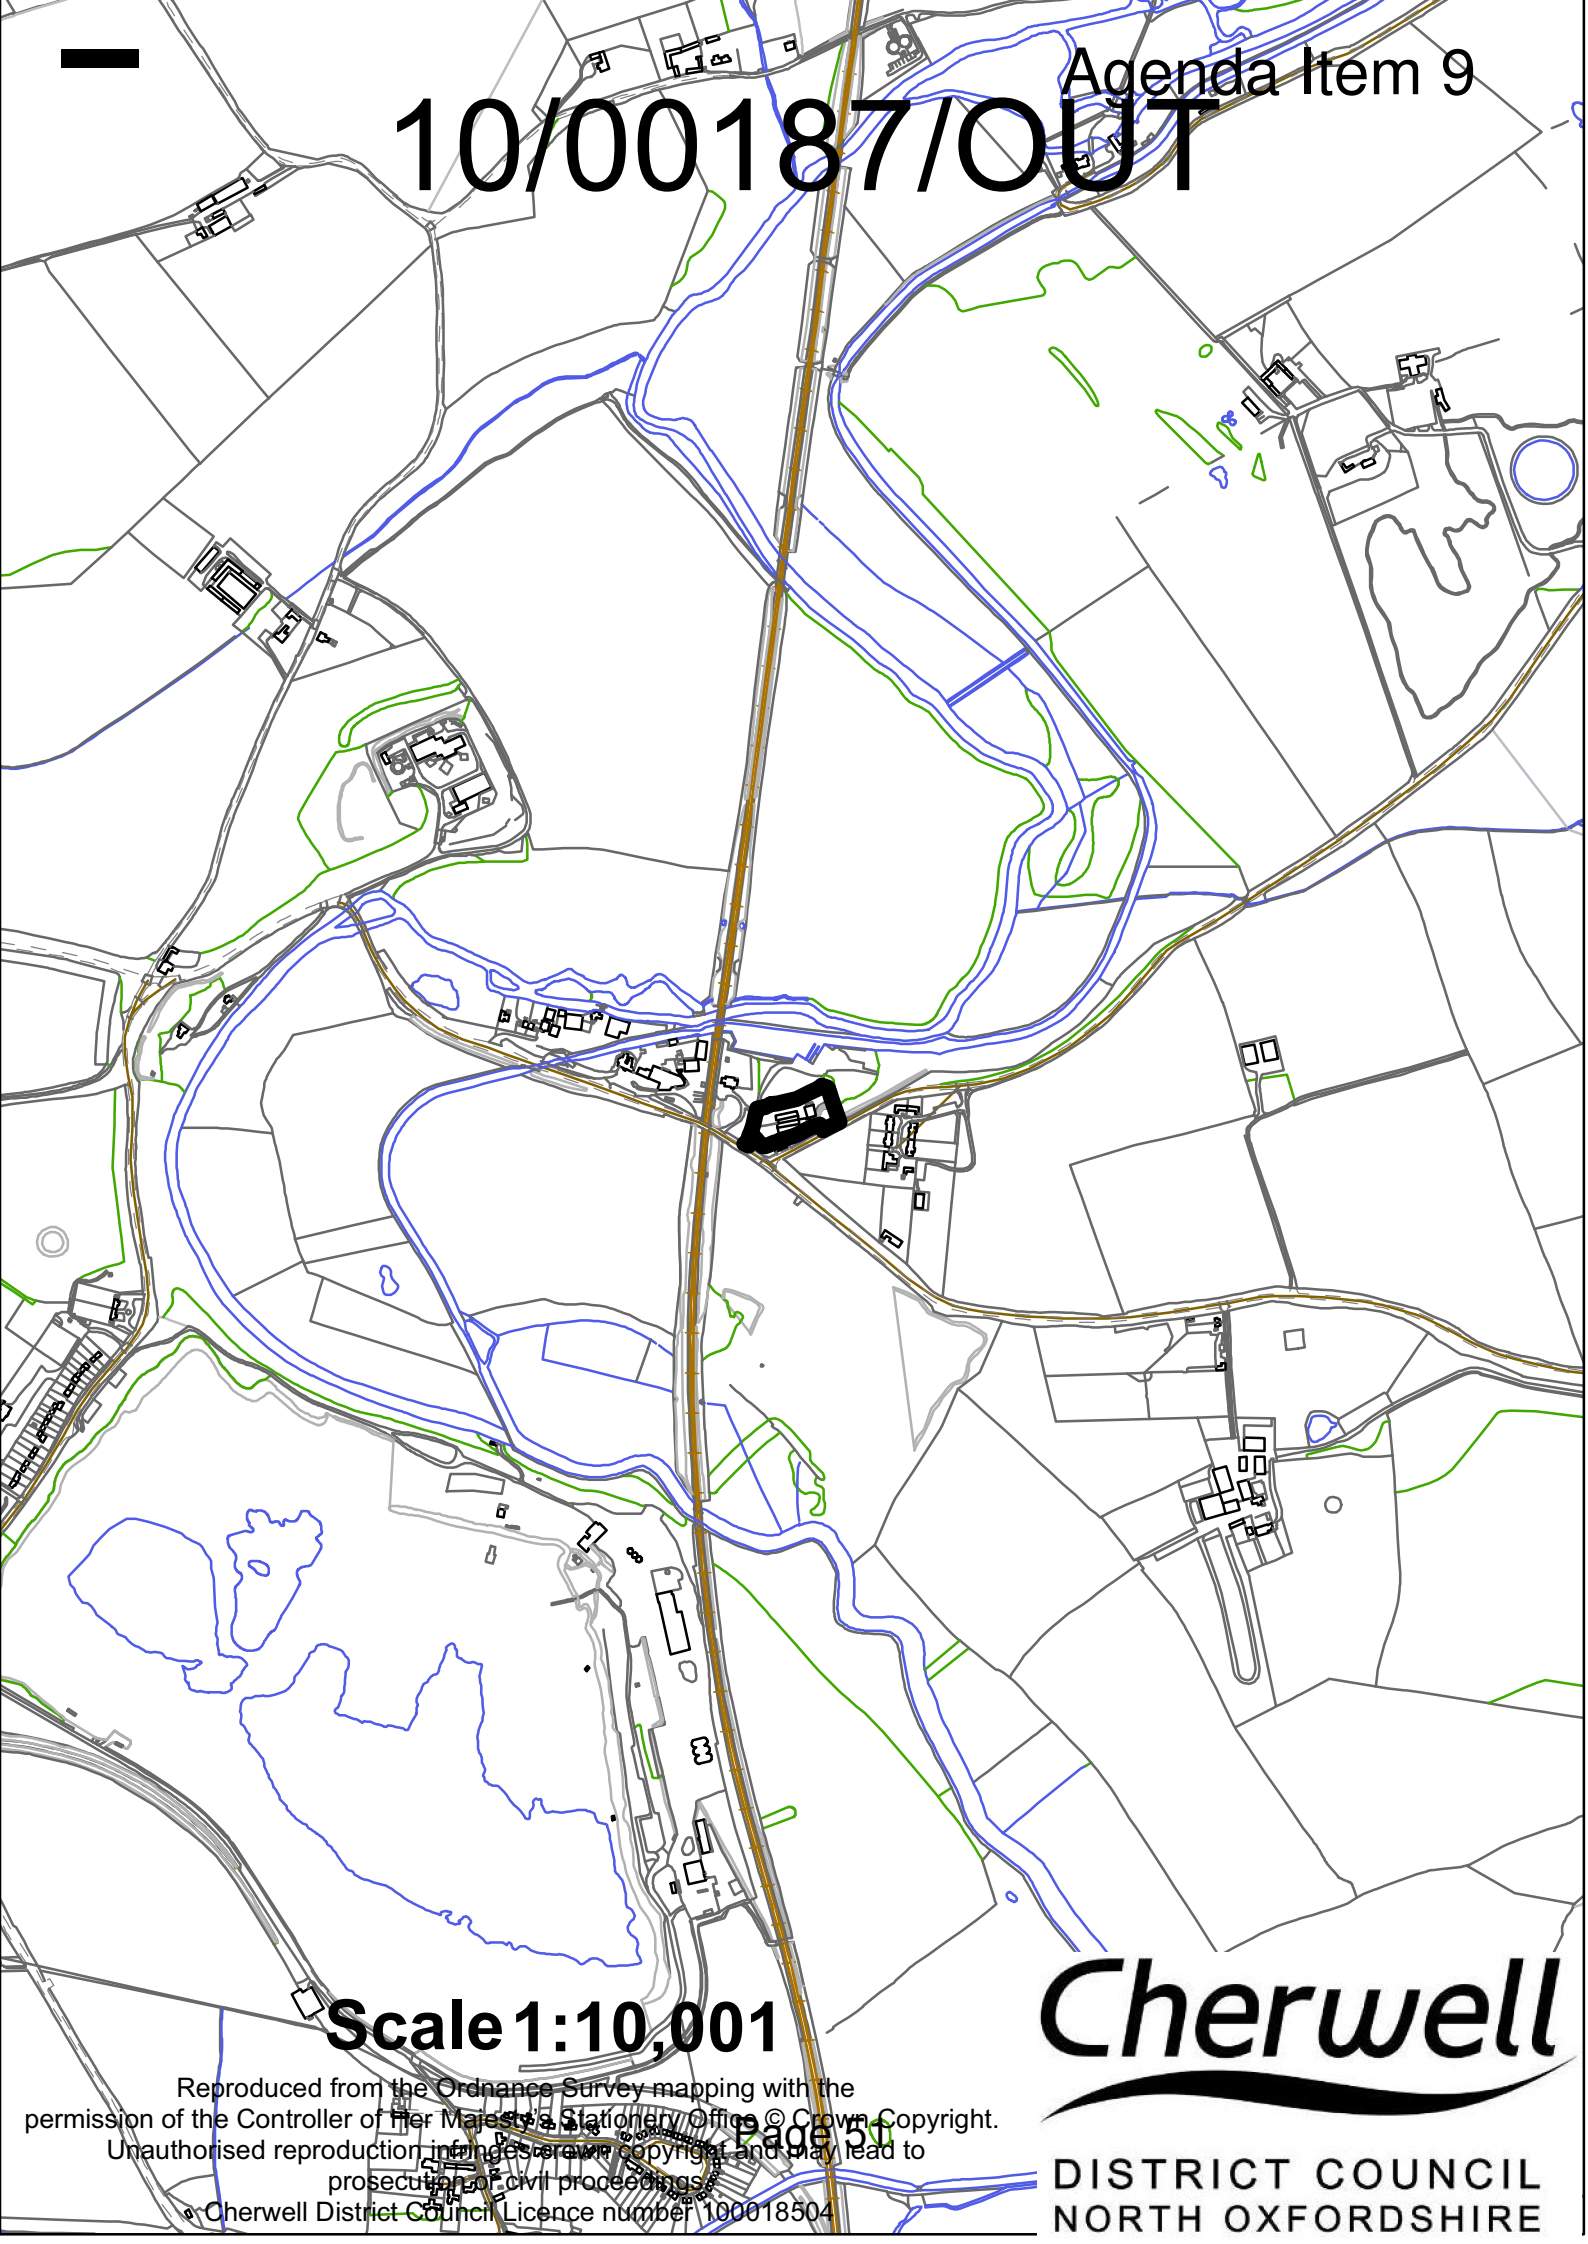 Agenda Item 9
10/00187/OUT
Scale 1:10,001
Reproduced from the Ordnance Survey mapping with the
permission of the Controller of Her Majesty's Stationery Office © Crown Copyright.
Unauthorised reproduction infringes crown copyright and may lead to
prosecution or civil proceedings.
Cherwell District Council Licence number 100018504
Page 51
Cherwell
DISTRICT COUNCIL
NORTH OXFORDSHIRE